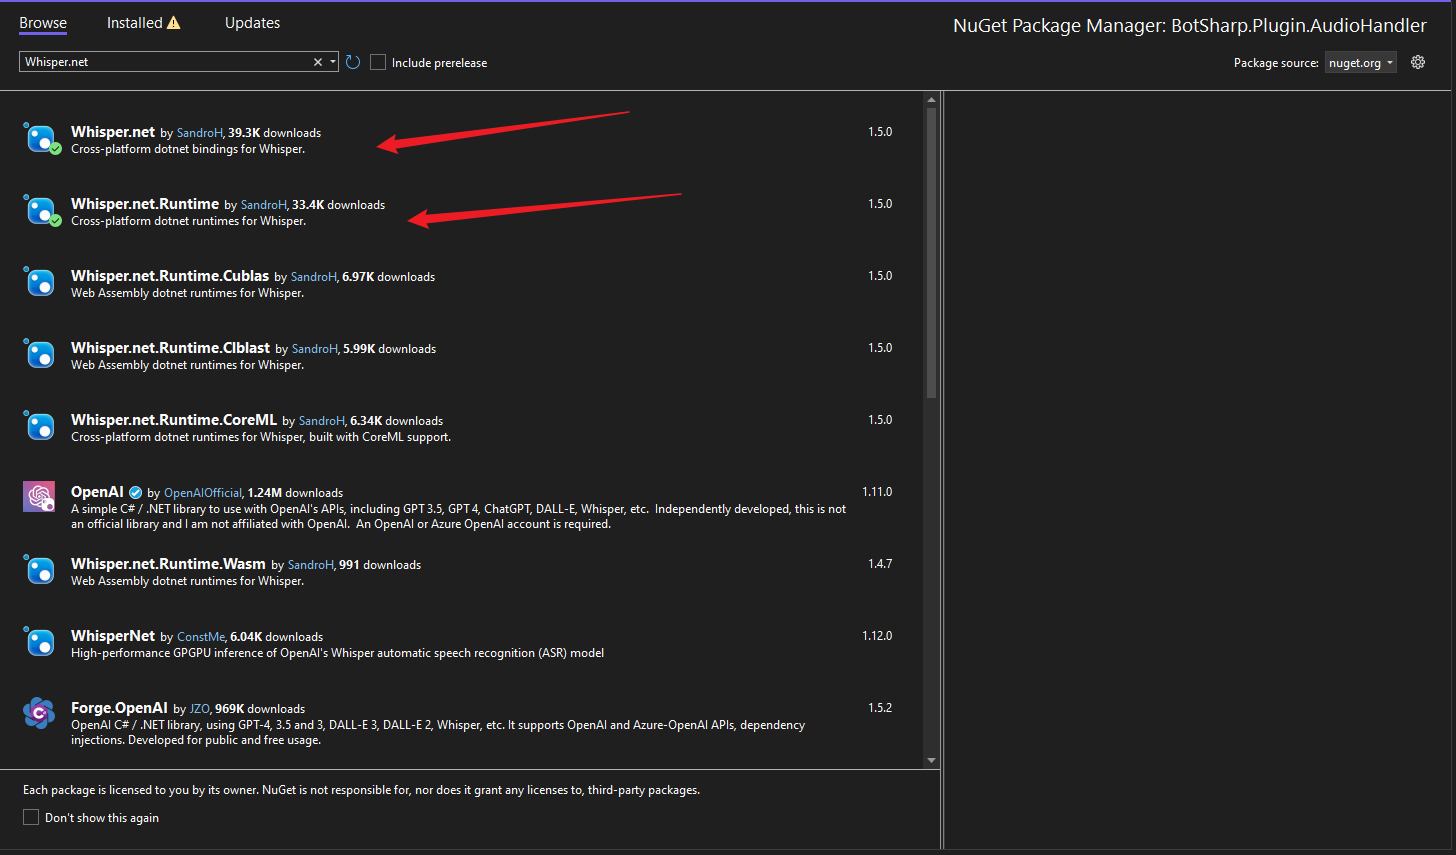 Browse
Installed
Updates
NuGet Package Manager: BotSharp.Plugin.AudioHandler
Whisper.net
Include prerelease
Package source: nuget.org
Whisper.net by SandroH, 39.3K downloads
1.5.0
Cross-platform dotnet bindings for Whisper.
Whisper.net.Runtime by SandroH, 33.4K downloads
1.5.0
Cross-platform dotnet runtimes for Whisper.
Whisper.net.Runtime.Cublas by SandroH, 6.97K downloads
1.5.0
Web Assembly dotnet runtimes for Whisper.
Whisper.net.Runtime.Clblast by SandroH, 5.99K downloads
1.5.0
Web Assembly dotnet runtimes for Whisper.
Whisper.net.Runtime.CoreML by SandroH, 6.34K downloads
1.5.0
Cross-platform dotnet runtimes for Whisper, built with CoreML support.
OpenAI by OpenAIOfficial, 1.24M downloads
1.11.0
A simple C# / .NET library to use with OpenAI's APIs, including GPT 3.5, GPT 4, ChatGPT, DALL-E, Whisper, etc. Independently developed, this is not
an official library and I am not affiliated with OpenAI. An OpenAI or Azure OpenAI account is required.
Whisper.net.Runtime.Wasm by SandroH, 991 downloads
1.4.7
Web Assembly dotnet runtimes for Whisper.
WhisperNet by ConstMe, 6.04K downloads
1.12.0
High-performance GPGPU inference of OpenAI's Whisper automatic speech recognition (ASR) model
Forge.OpenAI by JZO, 969K downloads
1.5.2
OpenAI C# / .NET library, using GPT-4, 3.5 and 3, DALL-E 3, DALL-E 2, Whisper, etc. It supports OpenAI and Azure-OpenAI APIs, dependency
injections. Developed for public and free usage.
Each package is licensed to you by its owner. NuGet is not responsible for, nor does it grant any licenses to, third-party packages.
Don't show this again